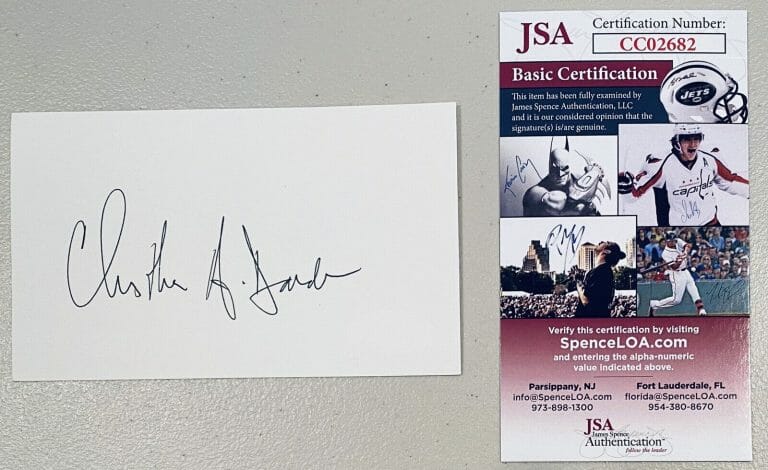 Christopher A. Darden
JSA
Certification Number:
CC02682
Basic Certification
This item has been fully examined by
James Spence Authentication, LLC
and it is our considered opinion that the
signature(s) is/are genuine.
JETS
capitals
A
Verify this certification by visiting
SpenceLOA.com
and entering the alpha-numeric
value indicated above.
Parsippany, NJ
info@SpenceLOA.com
973-898-1300
Fort Lauderdale, FL
florida@SpenceLOA.com
954-380-8670
JSA
James Spence
Authentication
follow the leader